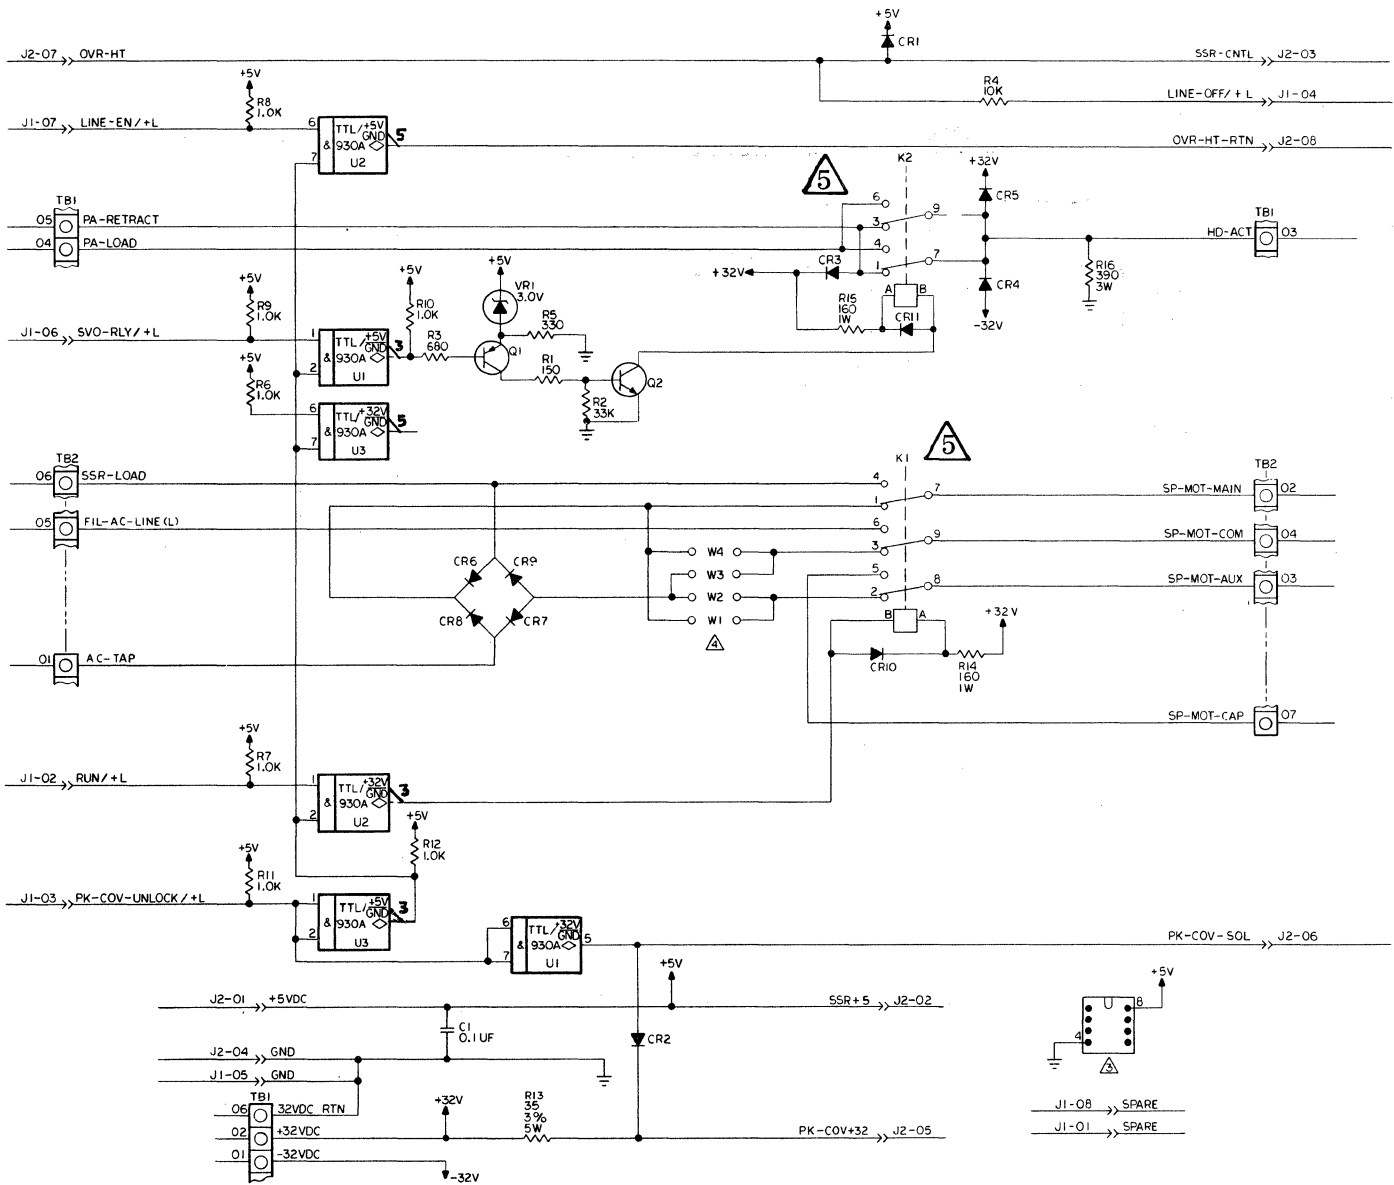 +5V
CR1
J2-07 OVR-HT
SSR-CNTL J2-03
+5V
R8
1.0K
R4
10K
LINE-OFF/+L J1-04
J1-07 LINE-EN/+L
6
7
&
TTL/+5V
GND
930A
U2
5
OVR-HT-RTN J2-08
5
K2
+32V
CR5
TB1
05 PA-RETRACT
04 PA-LOAD
6
3
4
1
9
7
TB1
HD-ACT 03
+32V
CR3
CR4
-32V
R16
390
3W
R15
160
1W
A B
CR11
+5V
R9
1.0K
+5V
R10
1.0K
+5V
VR1
3.0V
R5
330
J1-06 SVO-RLY/+L
1
2
&
TTL/+5V
GND
930A
U1
3
R3
680
Q1
R1
150
Q2
R2
33K
+5V
R6
1.0K
6
7
TTL/+32V
GND
& 930A
U3
5
TB2
06 SSR-LOAD
05 FIL-AC-LINE(L)
5
K1
4
1
6
3
5
2
7
9
8
TB2
SP-MOT-MAIN 02
SP-MOT-COM 04
SP-MOT-AUX 03
CR6 CR9
CR8 CR7
W4
W3
W2
W1
4
B A
+32V
CR10
R14
160
1W
01 AC-TAP
SP-MOT-CAP 07
+5V
R7
1.0K
J1-02 RUN/+L
1
2
TTL/+32V
GND
& 930A
U2
3
+5V
R12
1.0K
+5V
R11
1.0K
J1-03 PK-COV-UNLOCK/+L
1
2
TTL/+5V
GND
& 930A
U3
3
6
7
TTL/+32V
GND
& 930A
U1
5
PK-COV-SOL J2-06
+5V
J2-01 +5VDC
SSR+5 J2-02
C1
0.1UF
CR2
+5V
U
8
4
3
J2-04 GND
J1-05 GND
TB1
06 32VDC RTN
02 +32VDC
01 -32VDC
+32V
R13
35
3%
5W
-32V
PK-COV+32 J2-05
J1-08 SPARE
J1-01 SPARE